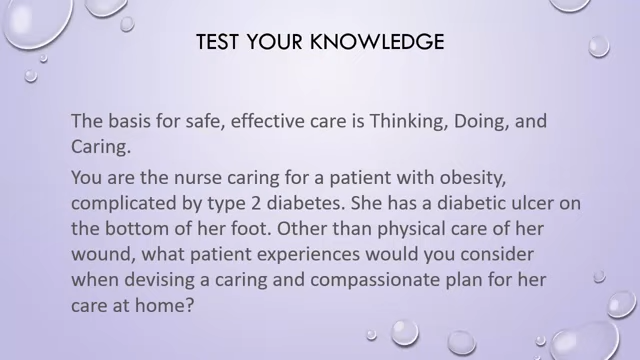 TEST YOUR KNOWLEDGE
The basis for safe, effective care is Thinking, Doing, and
Caring.
You are the nurse caring for a patient with obesity,
complicated by type 2 diabetes. She has a diabetic ulcer on
the bottom of her foot. Other than physical care of her
wound, what patient experiences would you consider
when devising a caring and compassionate plan for her
care at home?